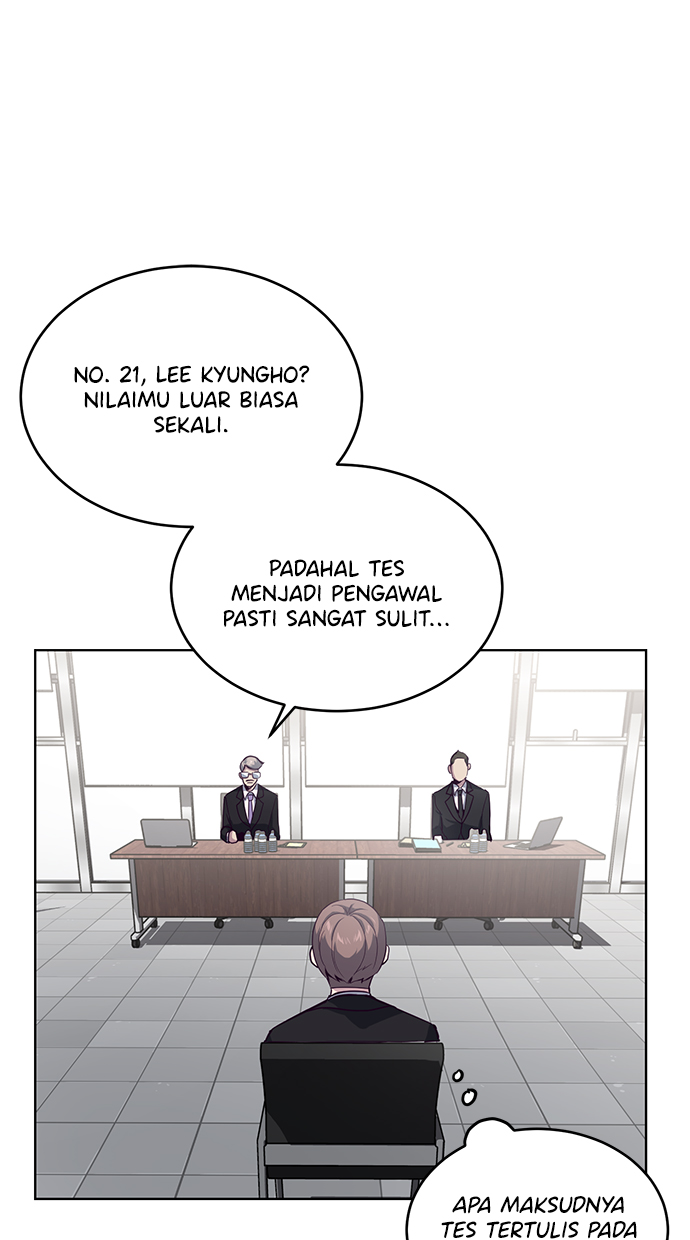 NO. 21, LEE KYUNGHO?
NILAIMU LUAR BIASA
SEKALI.
PADAHAL TES
MENJADI PENGAWAL
PASTI SANGAT SULIT...
APA MAKSUDNYA
TES TERTULIS PADA